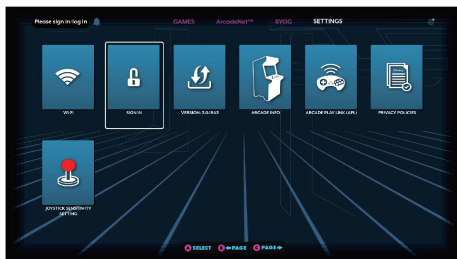 Please sign in log in
GAMES ArcadeNet™ BYOG SETTINGS
WI FI
SIGN IN
ARCADE INFO
ARCADE PLAY LINK (APL)
PRIVACY POLICIES
JOYSTICK SENSITIVITY
SETTING
A SELECT B PAGE C PAGE